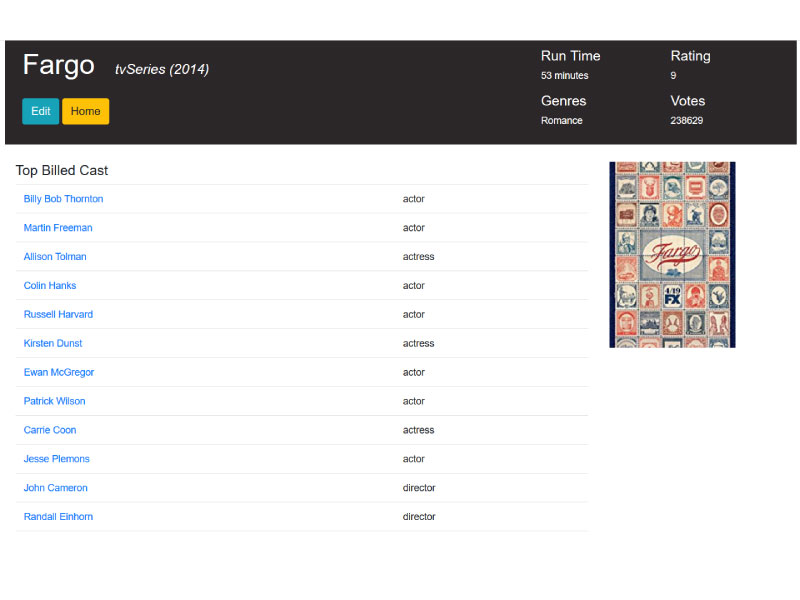 Fargo tvSeries (2014)
Edit Home
Run Time Rating
53 minutes 9
Genres Votes
Romance 238629
Top Billed Cast
Billy Bob Thornton actor
Martin Freeman actor
Allison Tolman actress
Colin Hanks actor
Russell Harvard actor
Kirsten Dunst actress
Ewan McGregor actor
Patrick Wilson actor
Carrie Coon actress
Jesse Plemons actor
John Cameron director
Randall Einhorn director
Fargo
4/19
FX